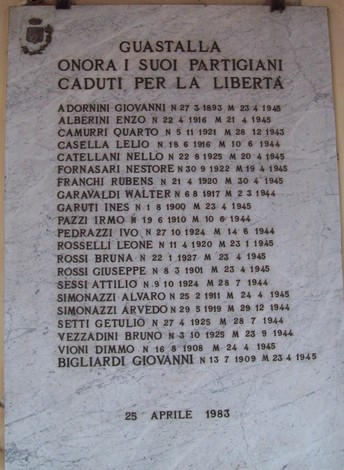 GUASTALLA
ONORA I SUOI PARTIGIANI
CADUTI PER LA LIBERTÁ
ADORNINI GIOVANNI N 27 3 1893 M 23 4 1945
ALBERINI ENZO N 22 4 1916 M 21 4 1945
CAMURRI QUARTO N 5 11 1921 M 28 12 1943
CASELLA LELIO N 18 6 1916 M 10 6 1944
CATELLANI NELLO N 22 8 1925 M 20 4 1945
FORNASARI NESTORE N 30 9 1922 M 19 4 1945
FRANCHI RUBENS N 21 4 1920 M 30 4 1945
GARAVALDI WALTER N 6 8 1917 M 2 3 1944
GARUTI INES N 1 8 1900 M 23 4 1945
PAZZI IRMO N 19 6 1910 M 10 6 1944
PEDRAZZI IVO N 27 10 1924 M 14 6 1944
ROSSELLI LEONE N 11 4 1920 M 23 1 1945
ROSSI BRUNA N 22 1 1927 M 23 4 1945
ROSSI GIUSEPPE N 8 3 1901 M 23 4 1945
SESSI ATTILIO N 9 10 1924 M 28 7 1944
SIMONAZZI ALVARO N 25 2 1911 M 24 4 1945
SIMONAZZI ARVEDO N 29 5 1919 M 29 12 1944
SETTI GETULIO N 27 4 1925 M 28 7 1944
VEZZADINI BRUNO N 3 10 1925 M 23 9 1944
VIONI DIMMO N 16 8 1908 M 24 4 1945
BIGLIARDI GIOVANNI N 13 7 1909 M 23 4 1945
25 APRILE 1983